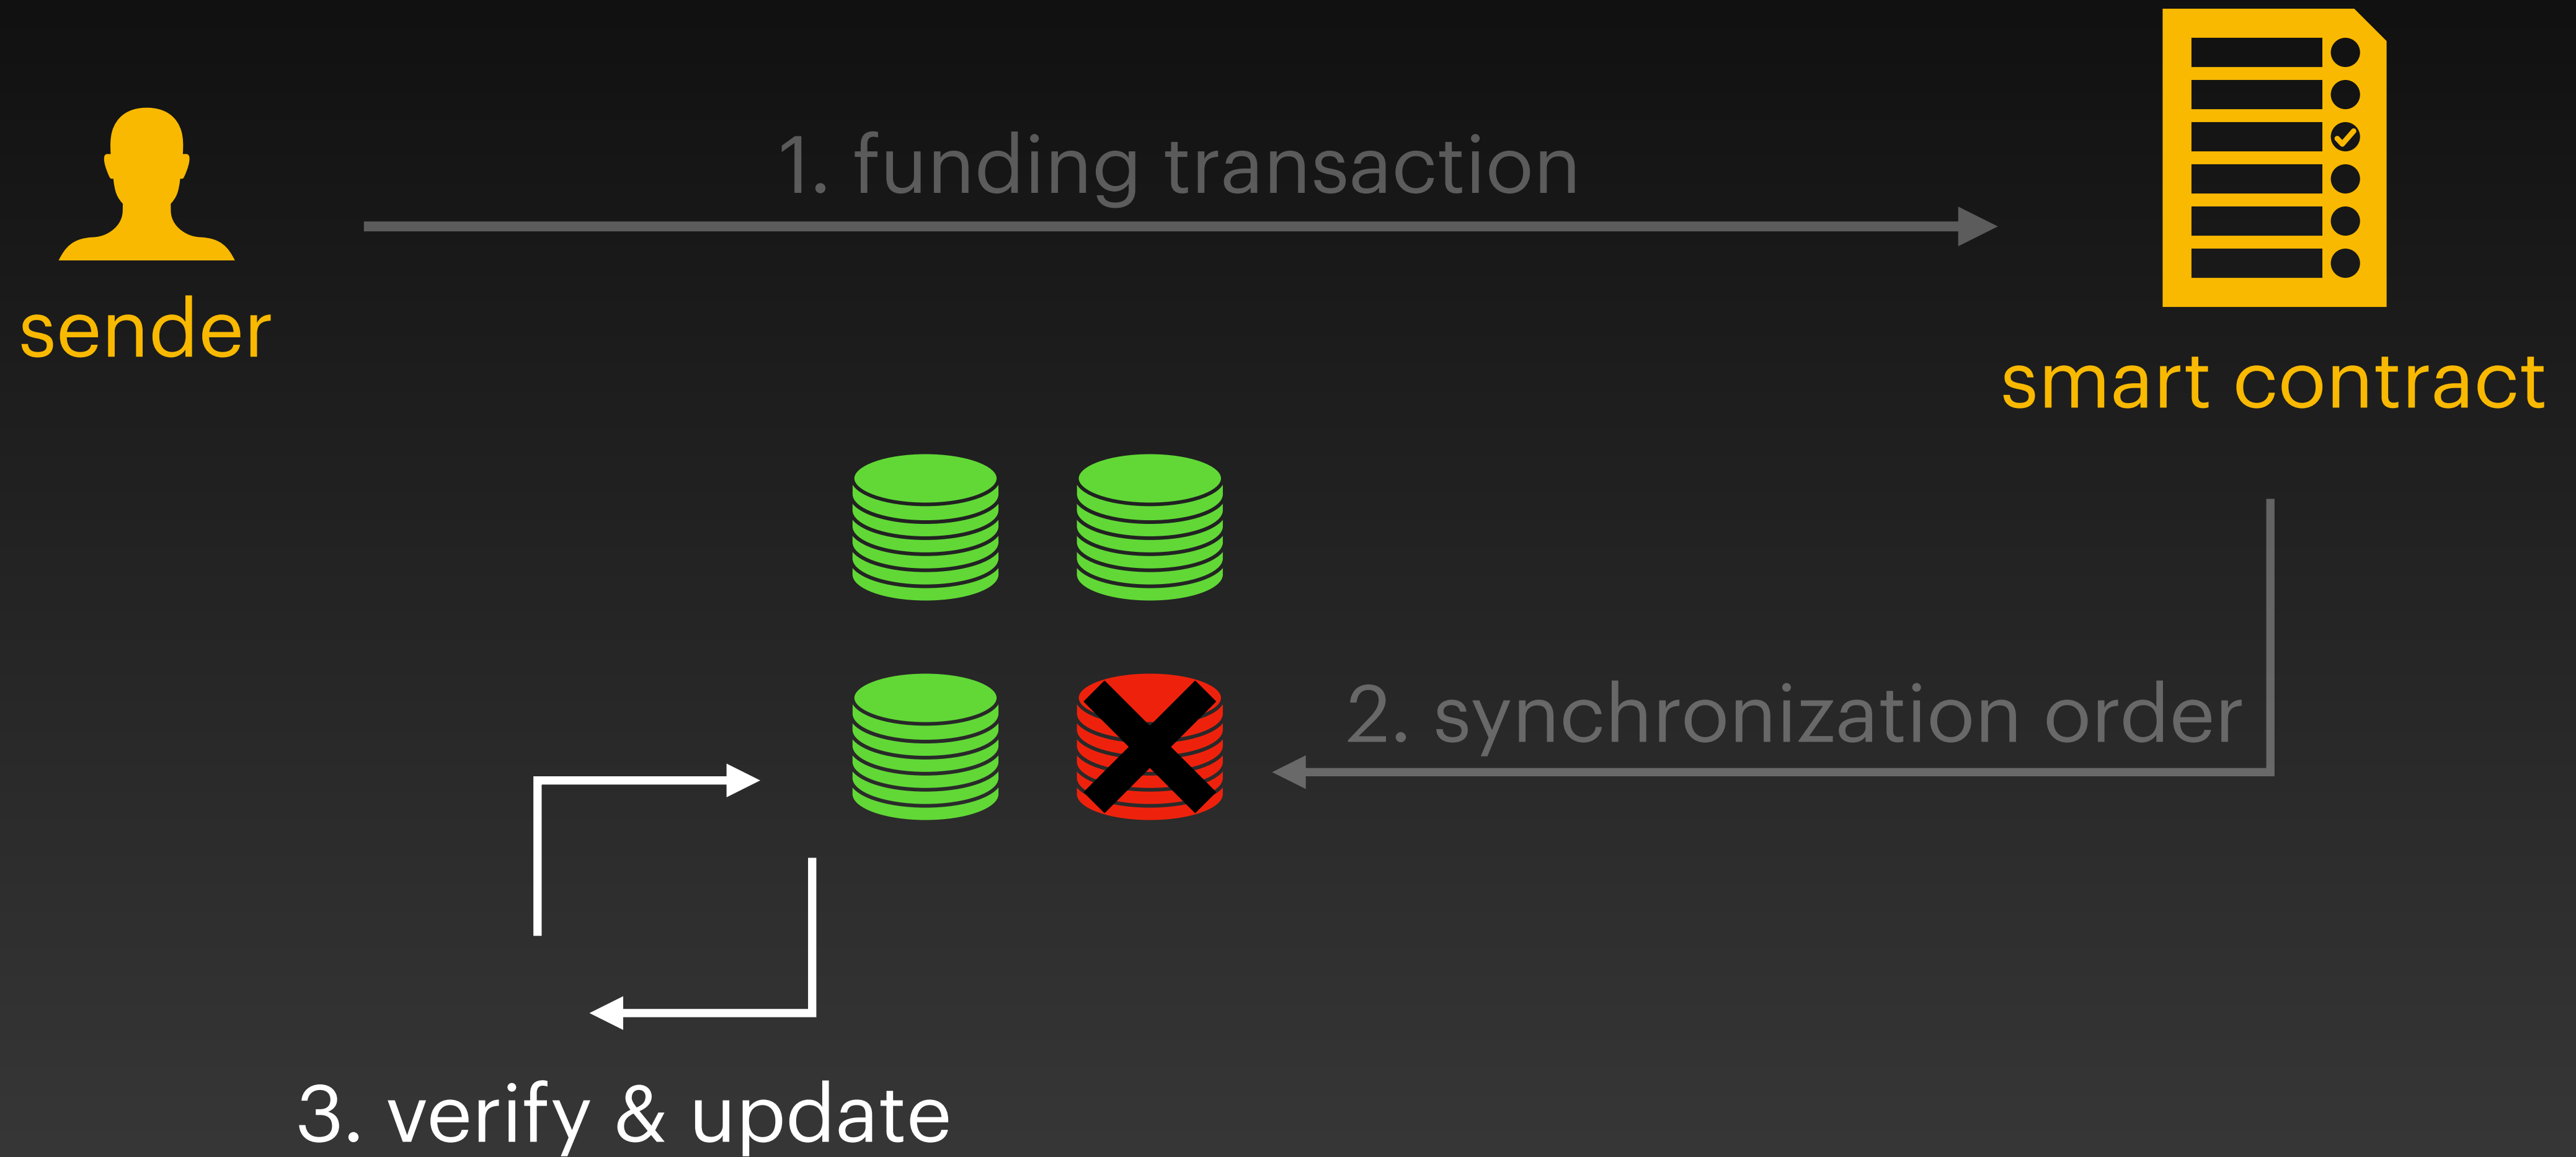 1. funding transaction
sender
smart contract
2. synchronization order
3. verify & update